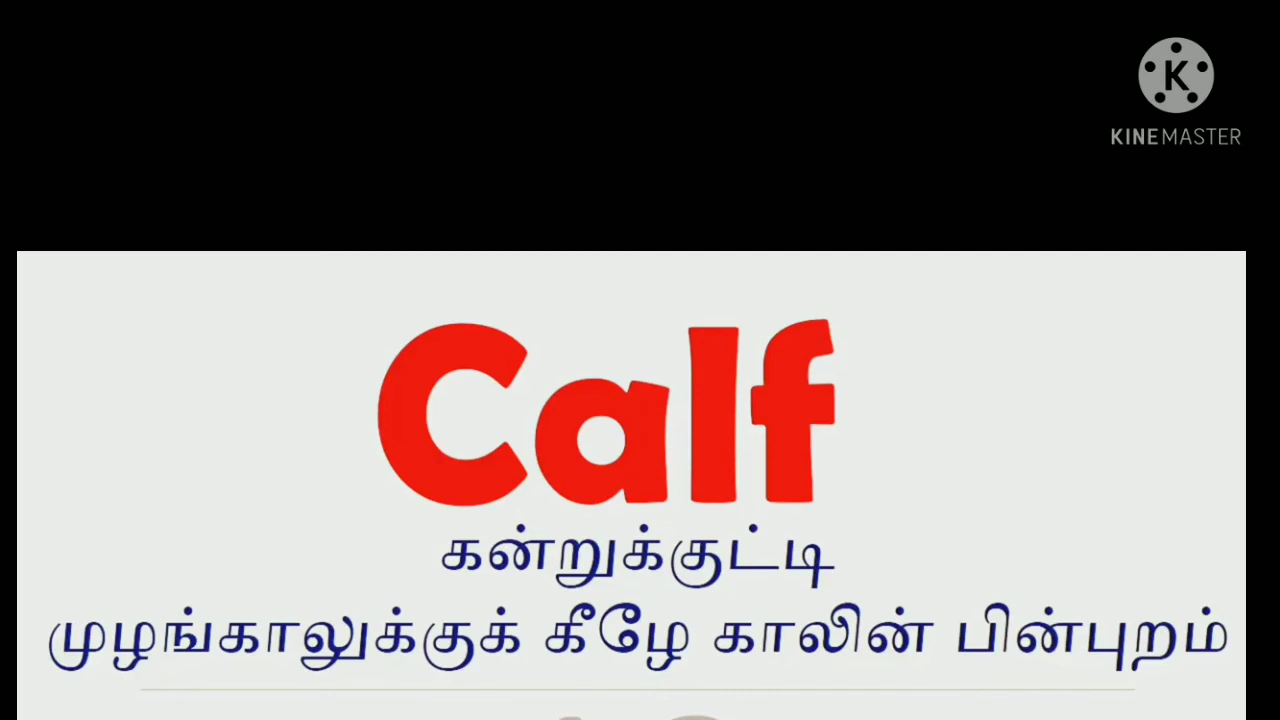 K
KINEMASTER
Calf
கன்றுக்குட்டி
முழங்காலுக்குக் கீழே காலின் பின்புறம்